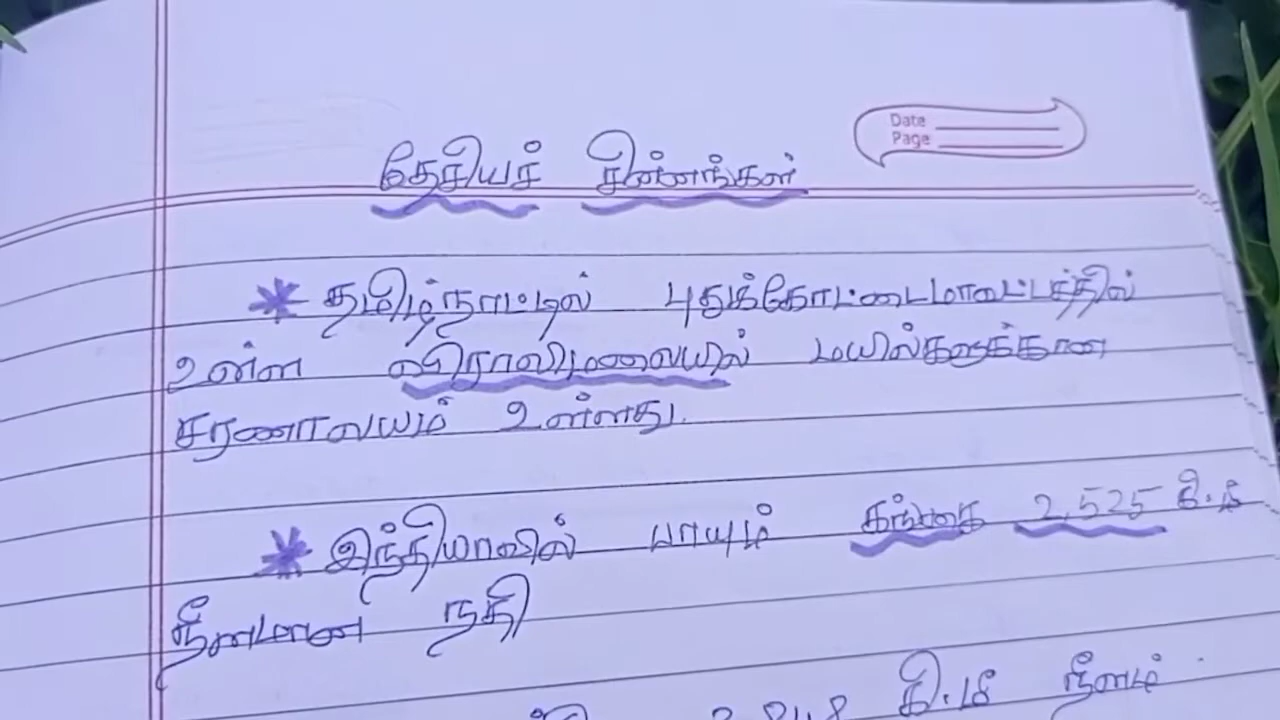 Date
Page
தேசியச் சின்னங்கள்
* தமிழ்நாட்டில் புதுக்கோட்டைமாவட்டத்தில்
உள்ள விராலிமலையில் மயில்களுக்கான
சரணாலயம் உள்ளது.
* இந்தியாவில் பாயும் கங்கை 2,525 கி.மீ
நீளமான நதி
கி.மீ நீளம்